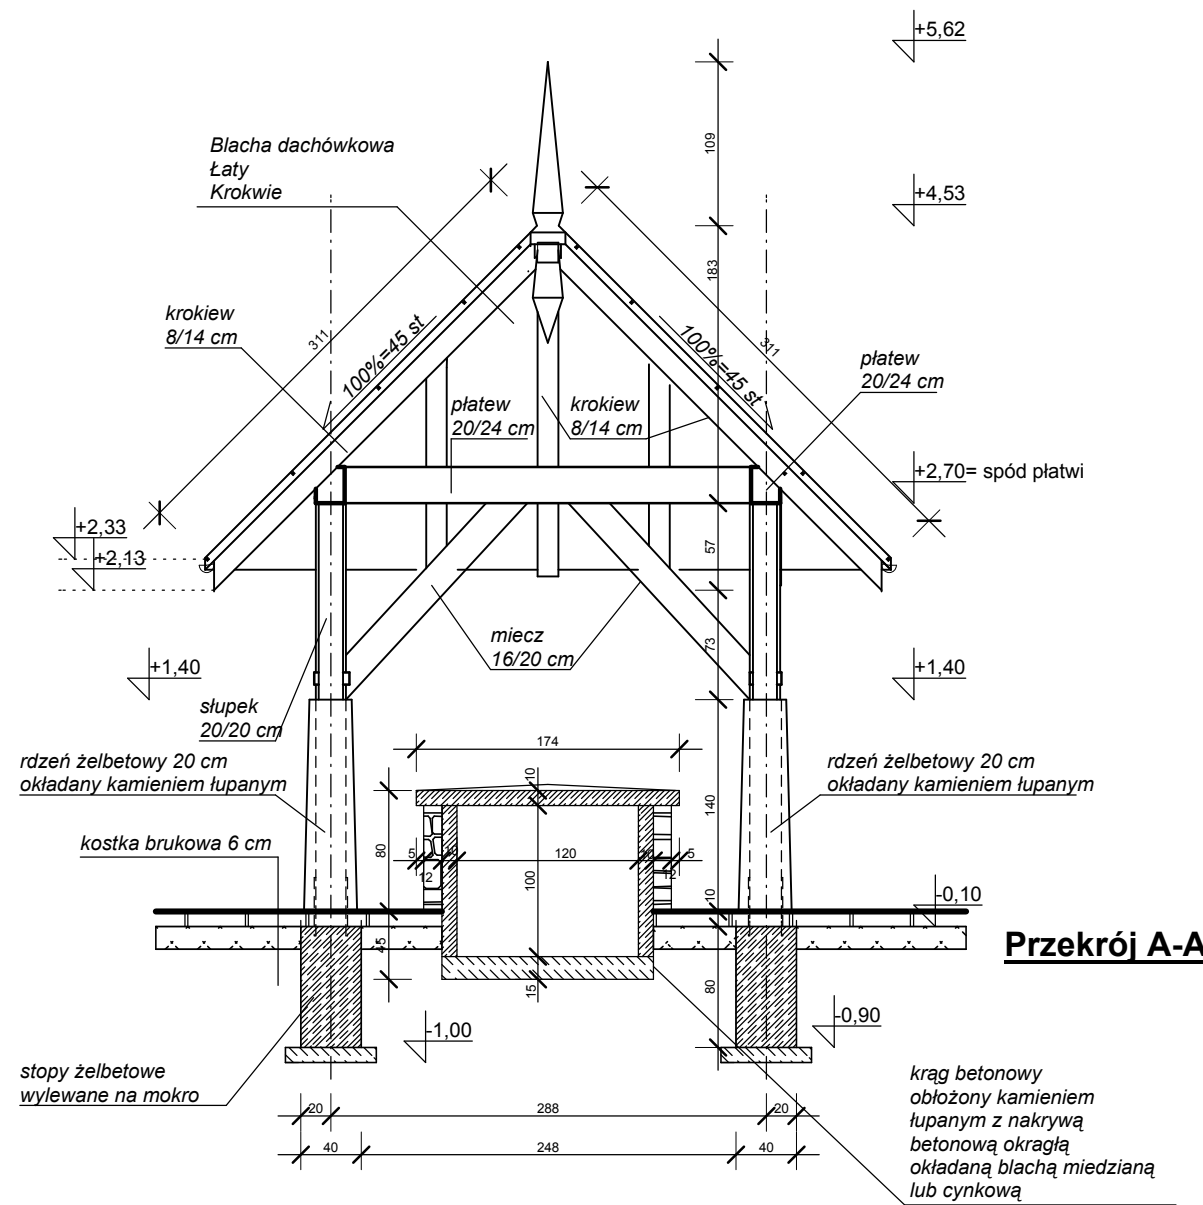 +5,62
109
Blacha dachówkowa
Łaty
Krokwie
+4,53
183
krokiew
8/14 cm
311
100%=45 st
100%=45 st
311
płatew
20/24 cm
płatew
20/24 cm
krokiew
8/14 cm
+2,70= spód płatwi
+2,33
+2,13
57
miecz
16/20 cm
73
+1,40
+1,40
słupek
20/20 cm
174
rdzeń żelbetowy 20 cm
okładany kamieniem łupanym
rdzeń żelbetowy 20 cm
okładany kamieniem łupanym
10
140
kostka brukowa 6 cm
80
5
12
120
100
12
5
10
-0,10
Przekrój A-A
45
15
80
-1,00
-0,90
stopy żelbetowe
wylewane na mokro
krąg betonowy
obłożony kamieniem
łupanym z nakrywą
betonową okragłą
okładaną blachą miedzianą
lub cynkową
20
288
20
40
248
40